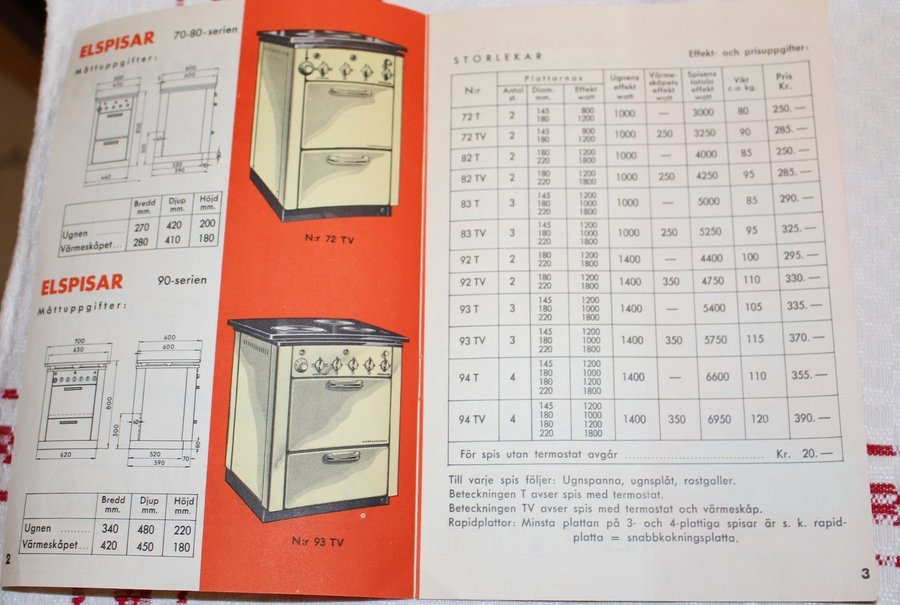 ELSPISAR 70-80-serien
Måttuppgifter:
Bredd mm. Djup mm. Höjd mm.
Ugnen ......... 270 420 200
Värmeskåpet... 280 410 180
N:r 72 TV
ELSPISAR 90-serien
Måttuppgifter:
700
650
600
600
800
300
620
520
590
70
80
Bredd mm. Djup mm. Höjd mm.
Ugnen ......... 340 480 220
Värmeskåpet... 420 450 180
N:r 93 TV
2
STORLEKAR Effekt- och prisuppgifter:
N:r Plattornas Ugnens effekt watt Värmeskåpets effekt watt Spisens totala effekt watt Vikt c:a kg. Pris Kr.
Antal st. Diam. mm. Effekt watt
72 T 2 145 800 1000 — 3000 80 250.—
180 1200
72 TV 2 145 800 1000 250 3250 90 285.—
180 1200
82 T 2 180 1200 1000 — 4000 85 250.—
220 1800
82 TV 2 180 1200 1000 250 4250 95 285.—
220 1800
83 T 3 145 1200 1000 — 5000 85 290.—
180 1000
220 1800
83 TV 3 145 1200 1000 250 5250 95 325.—
180 1000
220 1800
92 T 2 180 1200 1400 — 4400 100 295.—
220 1800
92 TV 2 180 1200 1400 350 4750 110 330.—
220 1800
93 T 3 145 1200 1400 — 5400 105 335.—
180 1000
220 1800
93 TV 3 145 1200 1400 350 5750 115 370.—
180 1000
220 1800
94 T 4 145 1200 1400 — 6600 110 355.—
180 1000
180 1200
220 1800
94 TV 4 145 1200 1400 350 6950 120 390.—
180 1000
180 1200
220 1800
För spis utan termostat avgår ......... Kr. 20.—
Till varje spis följer: Ugnspanna, ugnsplåt, rostgaller.
Beteckningen T avser spis med termostat.
Beteckningen TV avser spis med termostat och värmeskåp.
Rapidplattor: Minsta plattan på 3- och 4-plattiga spisar är s. k. rapid-
platta = snabbkokningsplatta.
3